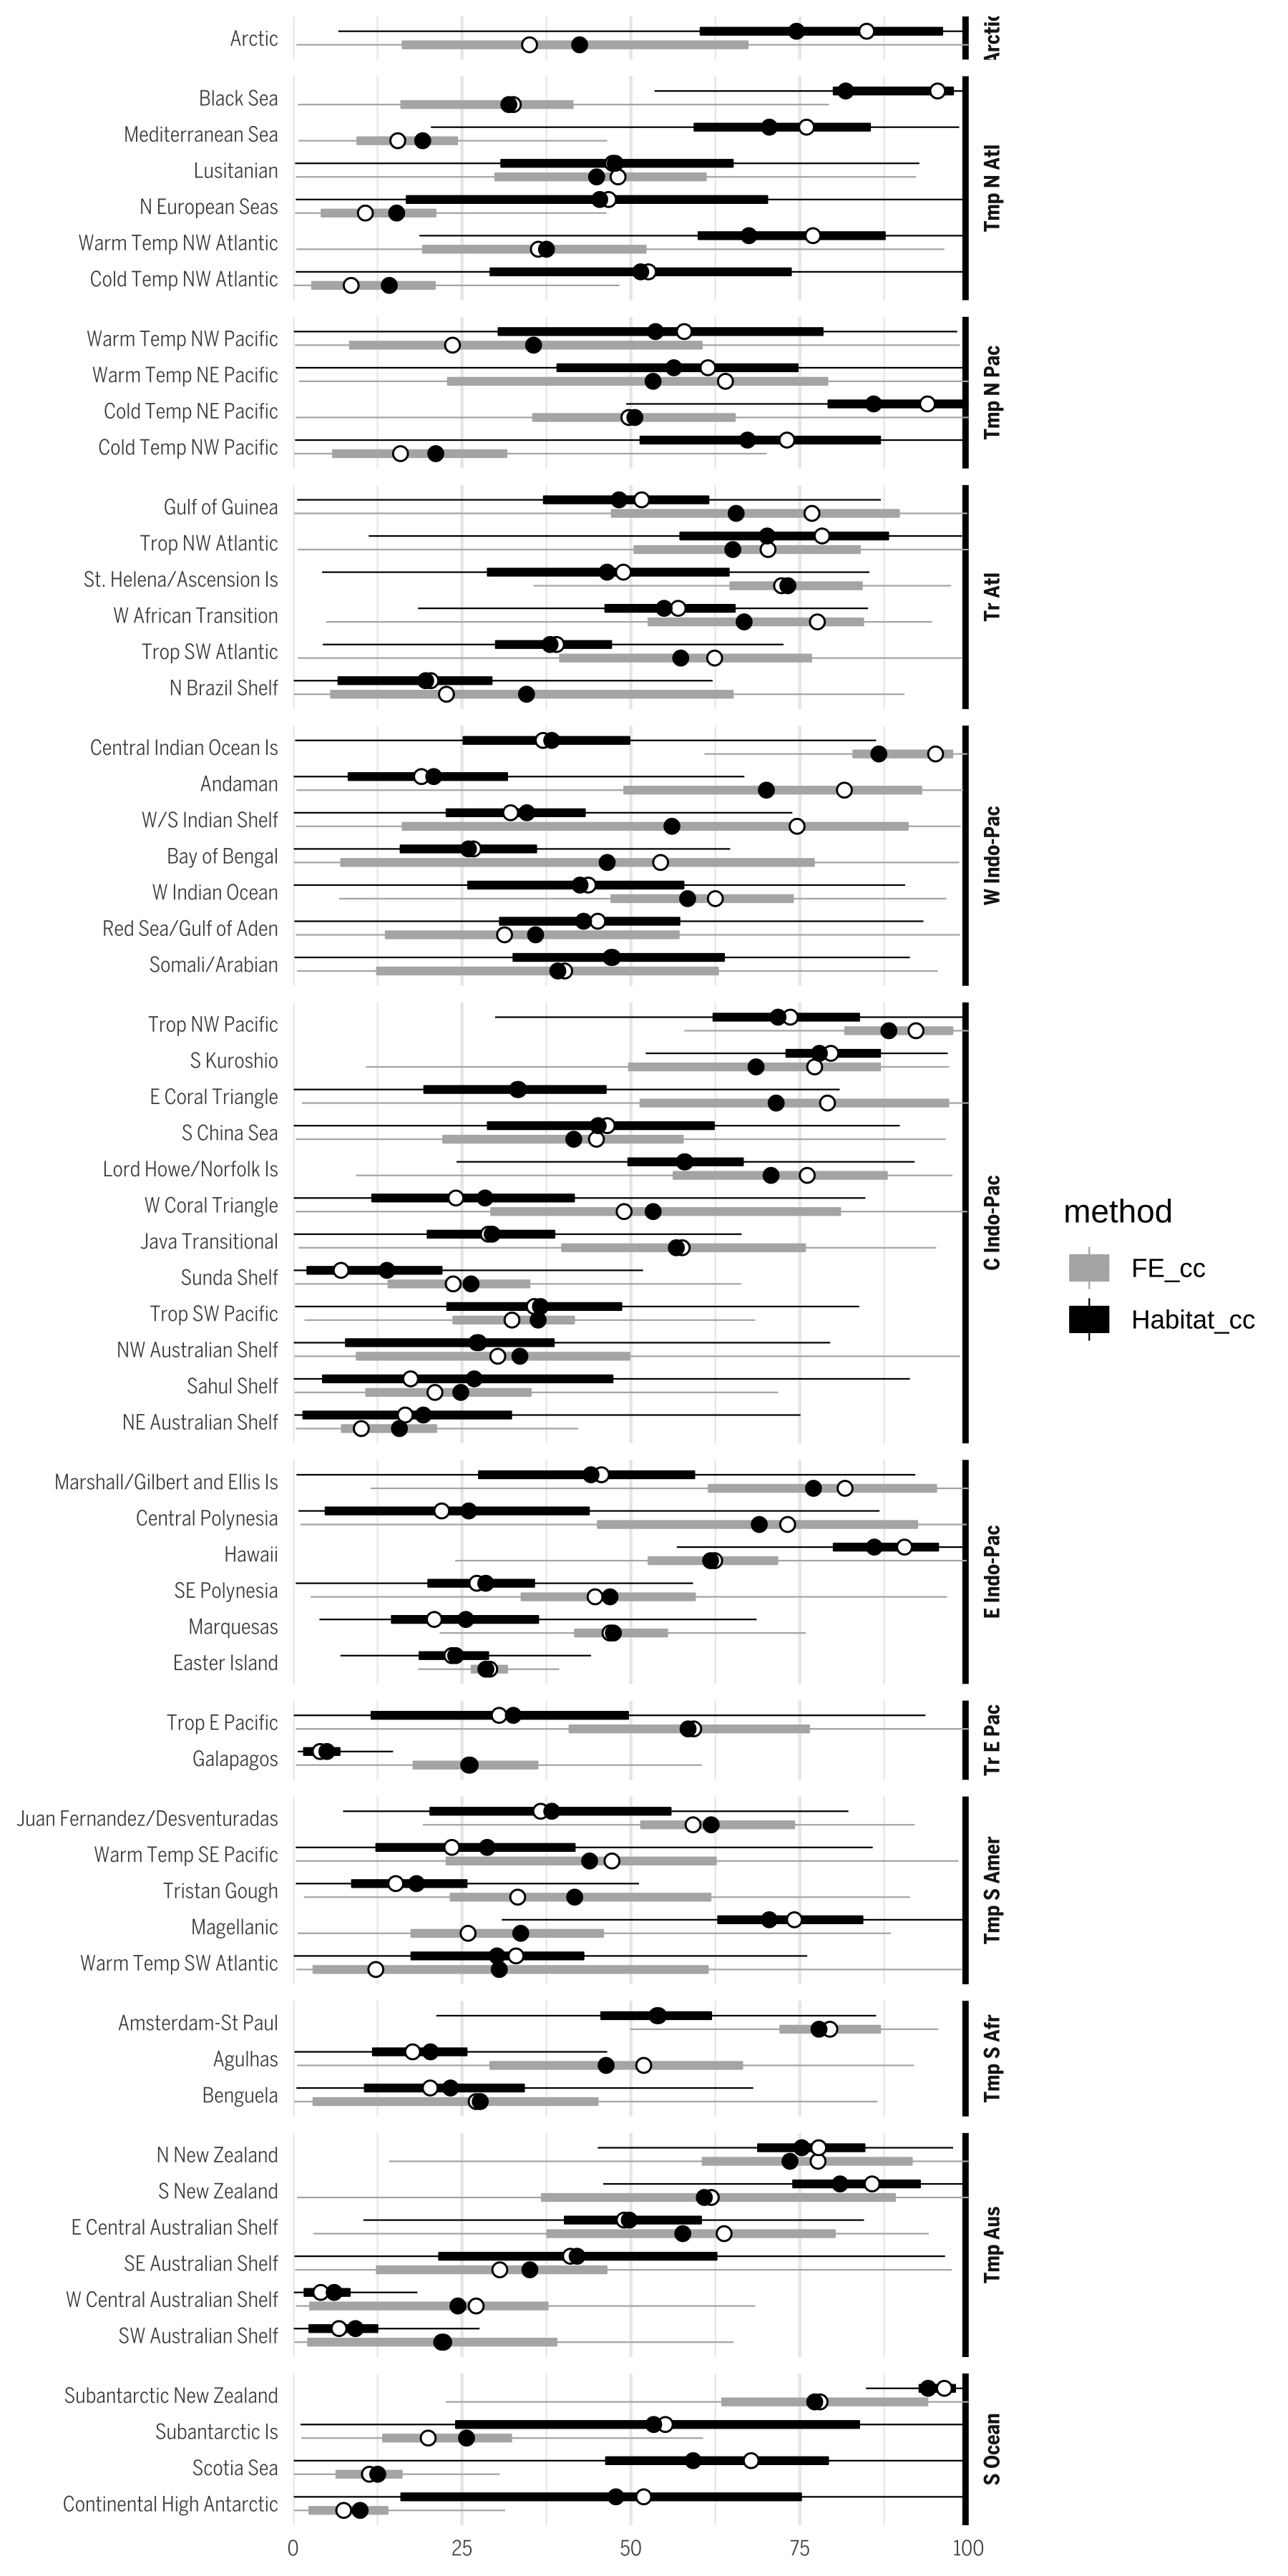 Arctic
Arctic
Black Sea
Mediterranean Sea
Lusitanian
N European Seas
Warm Temp NW Atlantic
Cold Temp NW Atlantic
Tmp N Atl
Warm Temp NW Pacific
Warm Temp NE Pacific
Cold Temp NE Pacific
Cold Temp NW Pacific
Tmp N Pac
Gulf of Guinea
Trop NW Atlantic
St. Helena/Ascension Is
W African Transition
Trop SW Atlantic
N Brazil Shelf
Tr Atl
Central Indian Ocean Is
Andaman
W/S Indian Shelf
Bay of Bengal
W Indian Ocean
Red Sea/Gulf of Aden
Somali/Arabian
W Indo-Pac
Trop NW Pacific
S Kuroshio
E Coral Triangle
S China Sea
Lord Howe/Norfolk Is
W Coral Triangle
Java Transitional
Sunda Shelf
Trop SW Pacific
NW Australian Shelf
Sahul Shelf
NE Australian Shelf
C Indo-Pac
Marshall/Gilbert and Ellis Is
Central Polynesia
Hawaii
SE Polynesia
Marquesas
Easter Island
E Indo-Pac
Trop E Pacific
Galapagos
Tr E Pac
Juan Fernandez/Desventuradas
Warm Temp SE Pacific
Tristan Gough
Magellanic
Warm Temp SW Atlantic
Tmp S Amer
Amsterdam-St Paul
Agulhas
Benguela
Tmp S Afr
N New Zealand
S New Zealand
E Central Australian Shelf
SE Australian Shelf
W Central Australian Shelf
SW Australian Shelf
Tmp Aus
Subantarctic New Zealand
Subantarctic Is
Scotia Sea
Continental High Antarctic
S Ocean
0 25 50 75 100
method
FE_cc
Habitat_cc